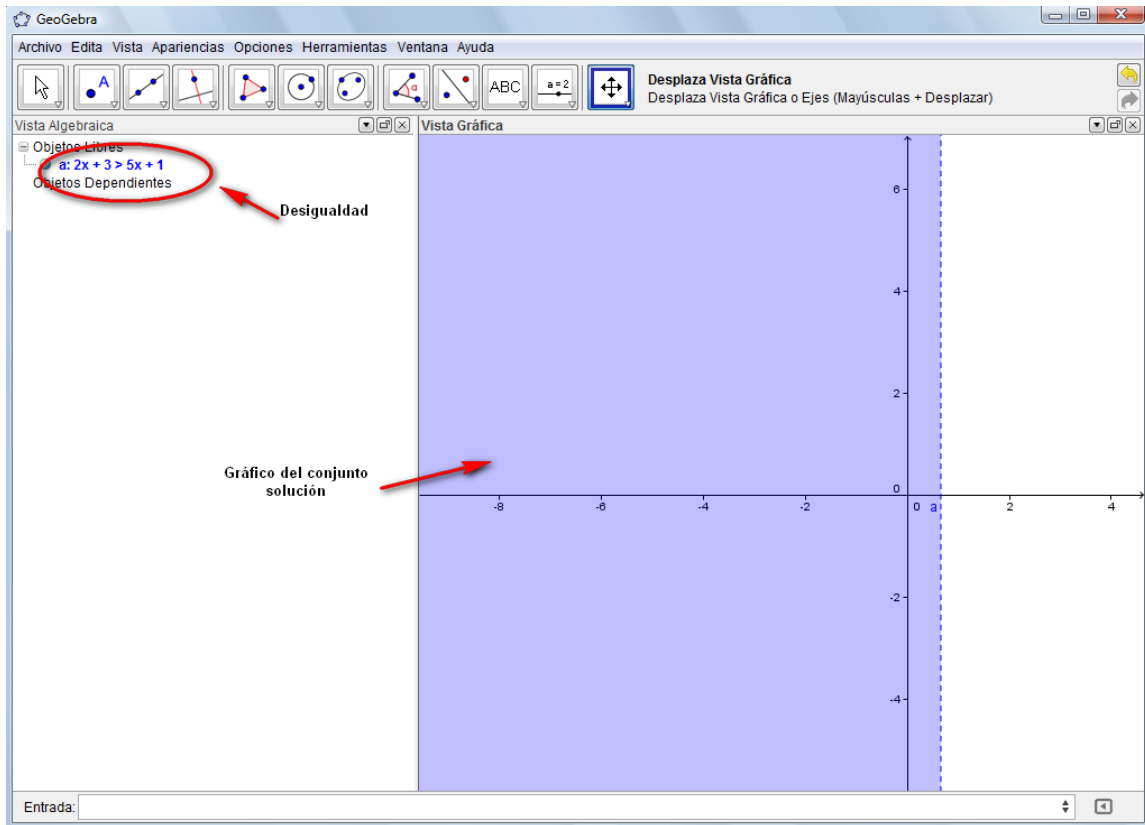 GeoGebra
Archivo Edita Vista Apariencias Opciones Herramientas Ventana Ayuda
A
α
ABC
a=2
Desplaza Vista Gráfica
Desplaza Vista Gráfica o Ejes (Mayúsculas + Desplazar)
Vista Algebraica
Vista Gráfica
Objetos Libres
a: 2x + 3 > 5x + 1
Objetos Dependientes
Desigualdad
Gráfico del conjunto
solución
6
4
2
0
-8 -6 -4 -2 0 a 2 4
-2
-4
Entrada: